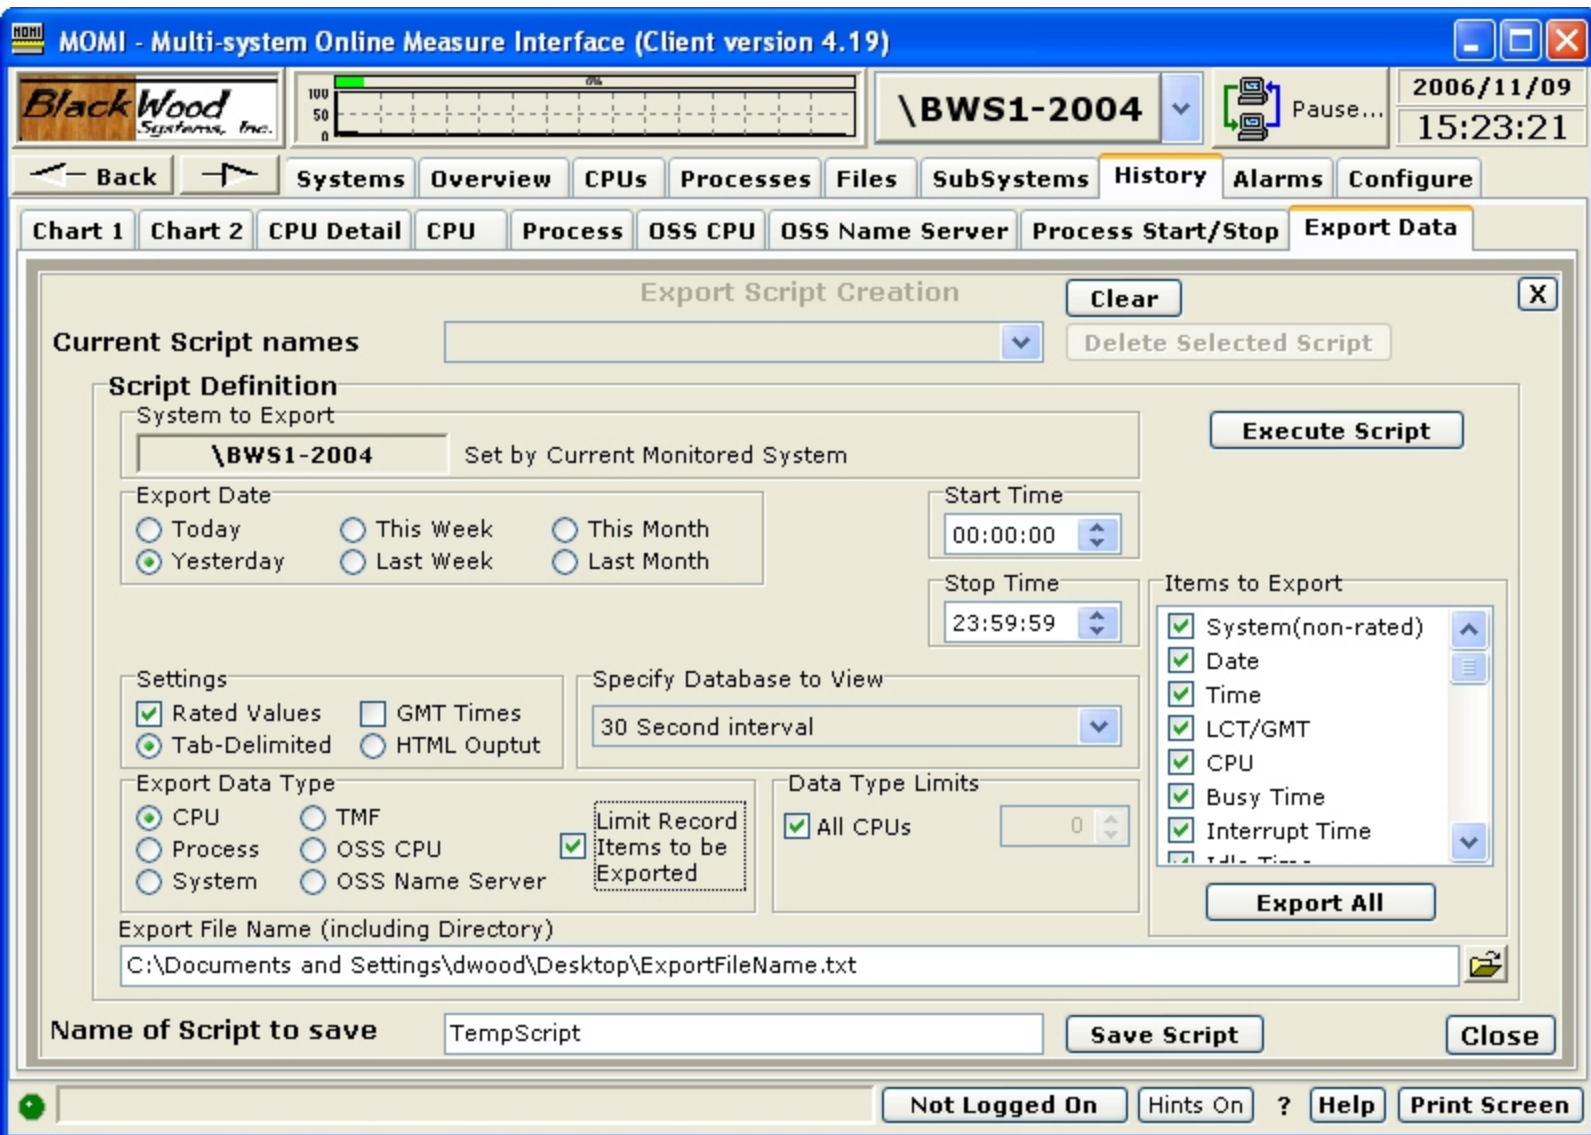 MOMI
MOMI - Multi-system Online Measure Interface (Client version 4.19)
BlackWood
Systems, Inc.
100
50
0
0%
\BWS1-2004
Pause...
2006/11/09
15:23:21
Back
Systems Overview CPUs Processes Files SubSystems History Alarms Configure
Chart 1 Chart 2 CPU Detail CPU Process OSS CPU OSS Name Server Process Start/Stop Export Data
Export Script Creation
Clear
X
Current Script names
Delete Selected Script
Script Definition
System to Export
\BWS1-2004 Set by Current Monitored System
Execute Script
Export Date
Today This Week This Month
Yesterday Last Week Last Month
Start Time
00:00:00
Stop Time
23:59:59
Items to Export
System(non-rated)
Date
Time
LCT/GMT
CPU
Busy Time
Interrupt Time
Idle Time
Export All
Settings
Rated Values GMT Times
Tab-Delimited HTML Ouptut
Specify Database to View
30 Second interval
Export Data Type
CPU TMF
Process OSS CPU
System OSS Name Server
Limit Record
Items to be
Exported
Data Type Limits
All CPUs 0
Export File Name (including Directory)
C:\Documents and Settings\dwood\Desktop\ExportFileName.txt
Name of Script to save TempScript Save Script Close
Not Logged On Hints On ? Help Print Screen